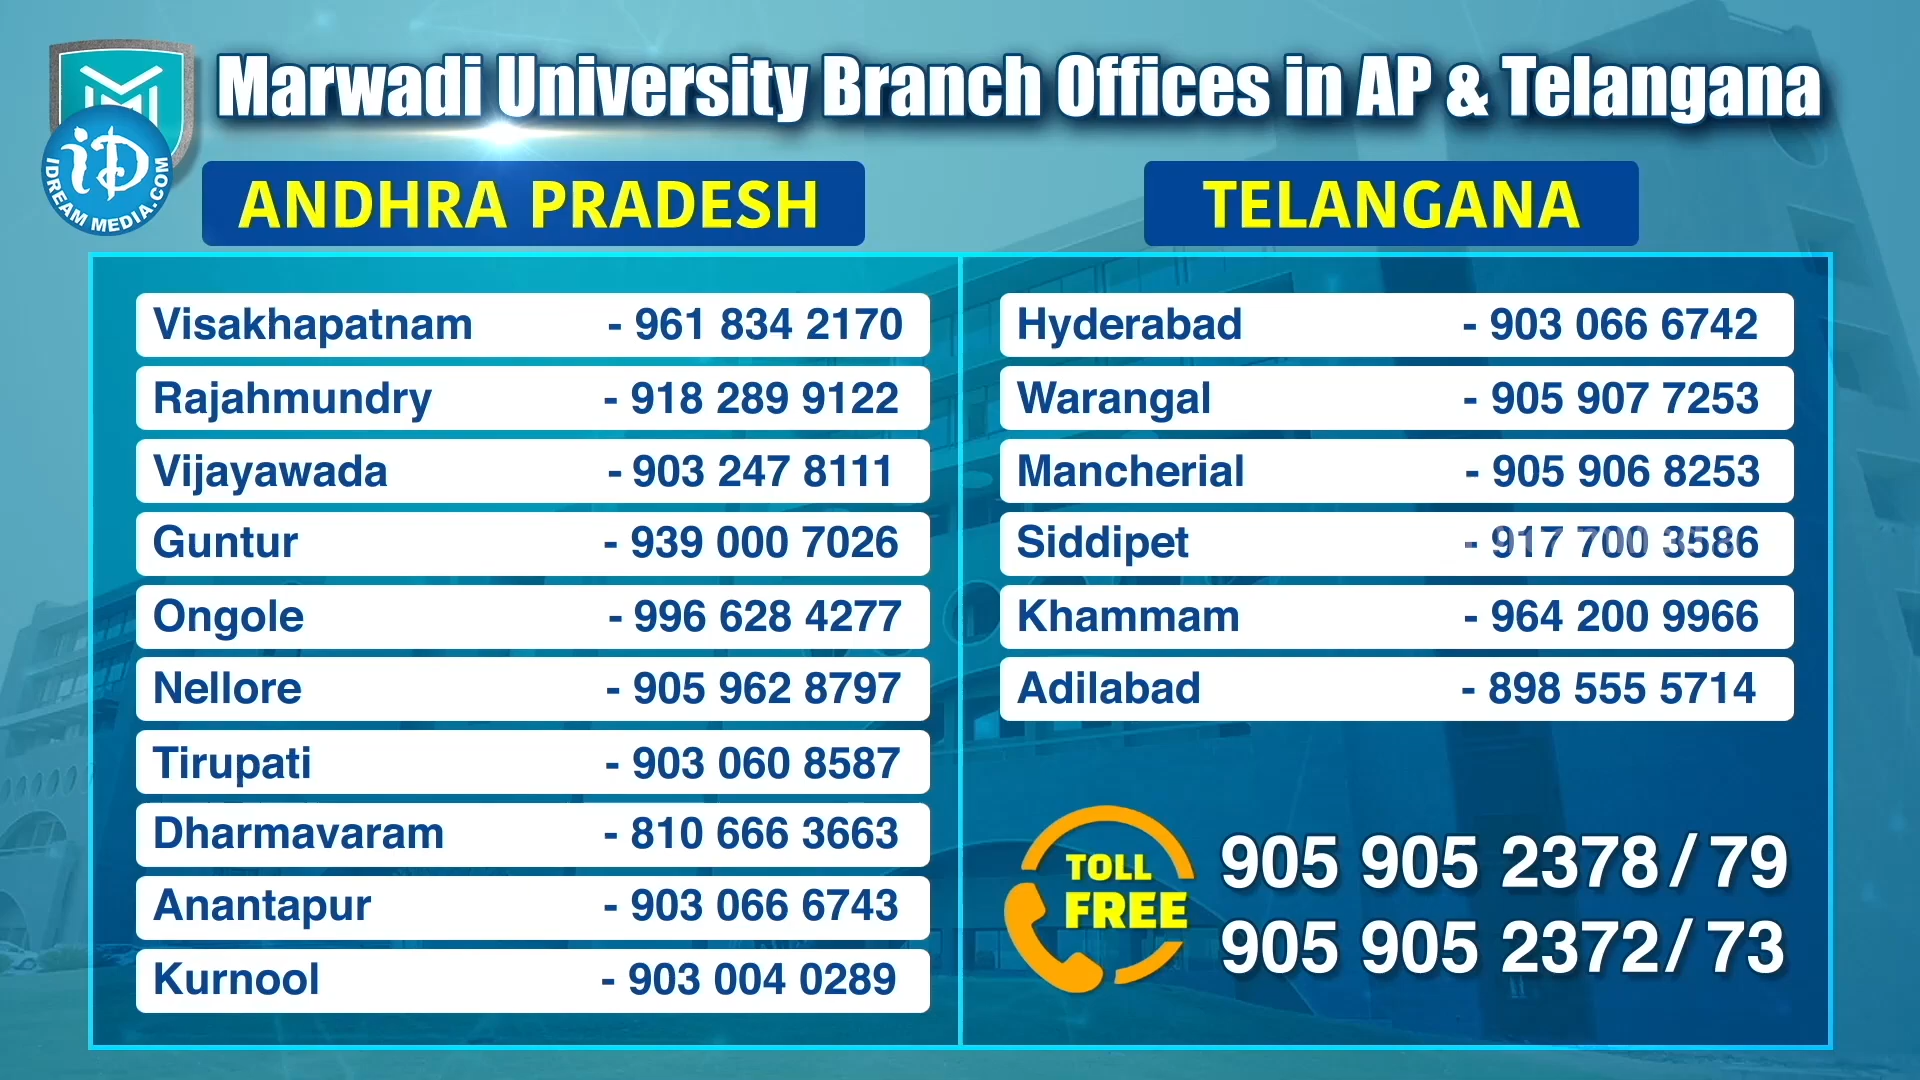 Marwadi University Branch Offices in AP & Telangana
iD
IDREAM MEDIA.COM
ANDHRA PRADESH
Visakhapatnam - 961 834 2170
Rajahmundry - 918 289 9122
Vijayawada - 903 247 8111
Guntur - 939 000 7026
Ongole - 996 628 4277
Nellore - 905 962 8797
Tirupati - 903 060 8587
Dharmavaram - 810 666 3663
Anantapur - 903 066 6743
Kurnool - 903 004 0289
TELANGANA
Hyderabad - 903 066 6742
Warangal - 905 907 7253
Mancherial - 905 906 8253
Siddipet - 917 700 3586
Khammam - 964 200 9966
Adilabad - 898 555 5714
TOLL
FREE
905 905 2378 / 79
905 905 2372 / 73